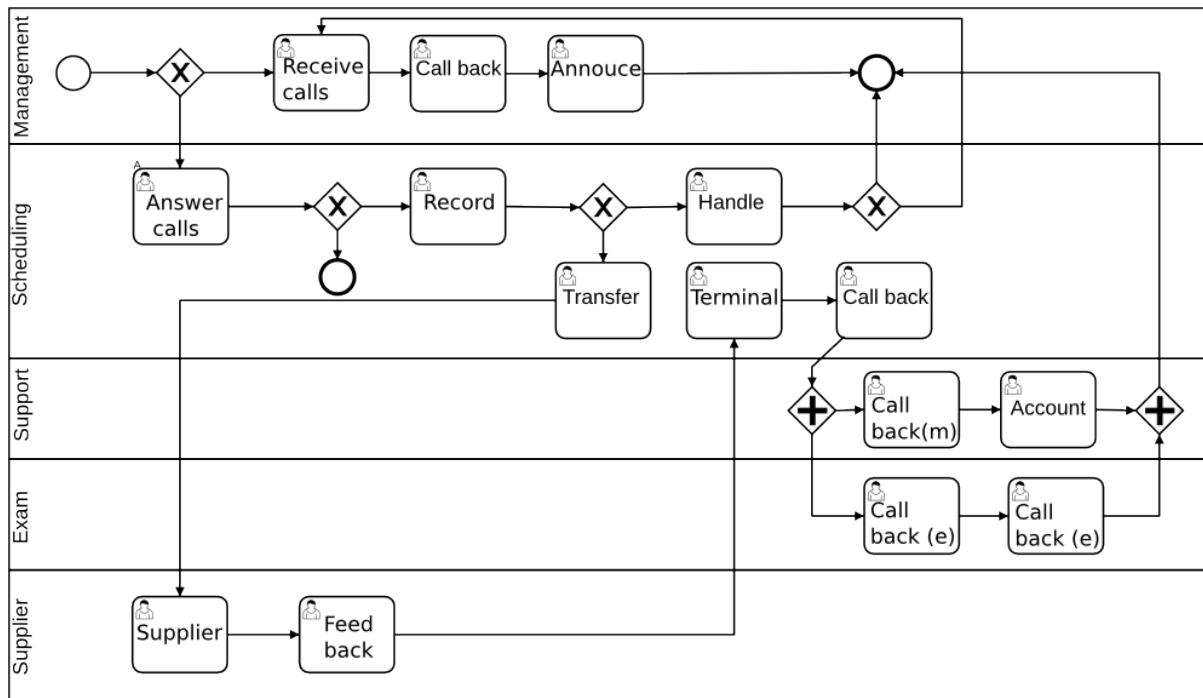 Management
Receive
calls
Call back
Annouce
Scheduling
A
Answer
calls
Record
Handle
Transfer
Terminal
Call back
Support
Call
back(m)
Account
Exam
Call
back (e)
Call
back (e)
Supplier
Supplier
Feed
back